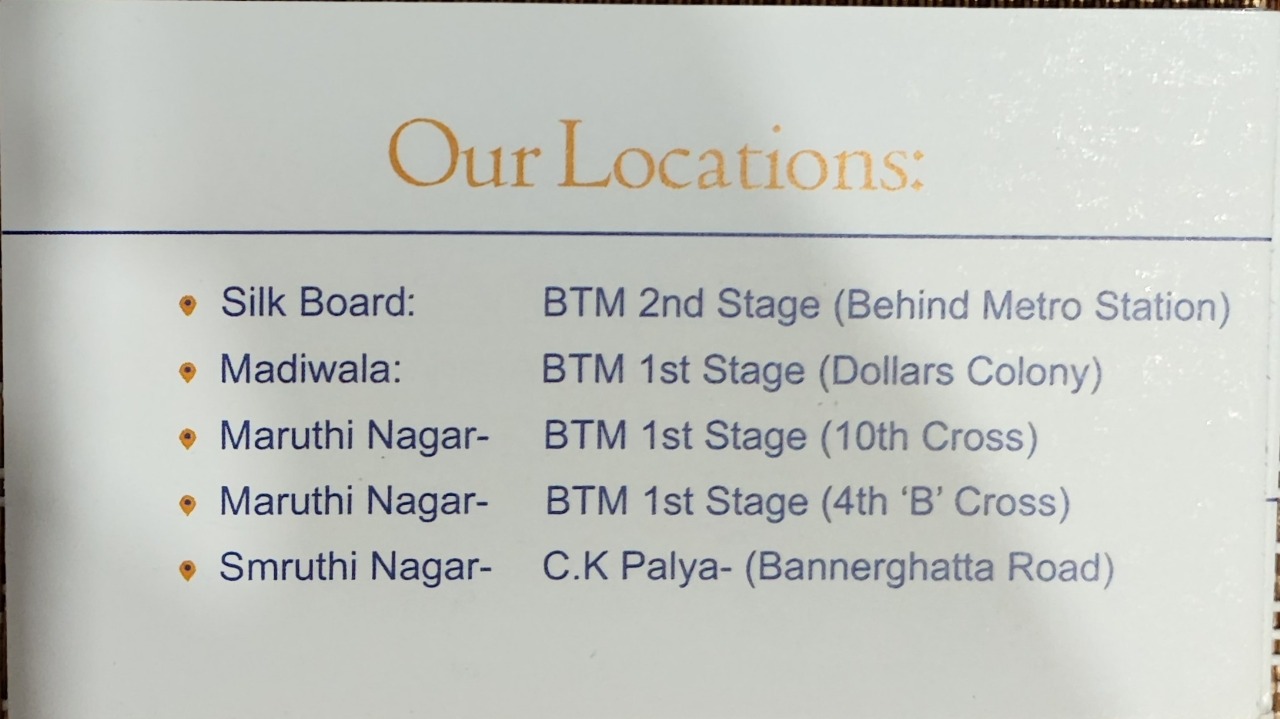 Our Locations:
Silk Board: BTM 2nd Stage (Behind Metro Station)
Madiwala: BTM 1st Stage (Dollars Colony)
Maruthi Nagar- BTM 1st Stage (10th Cross)
Maruthi Nagar- BTM 1st Stage (4th ‘B’ Cross)
Smruthi Nagar- C.K Palya- (Bannerghatta Road)